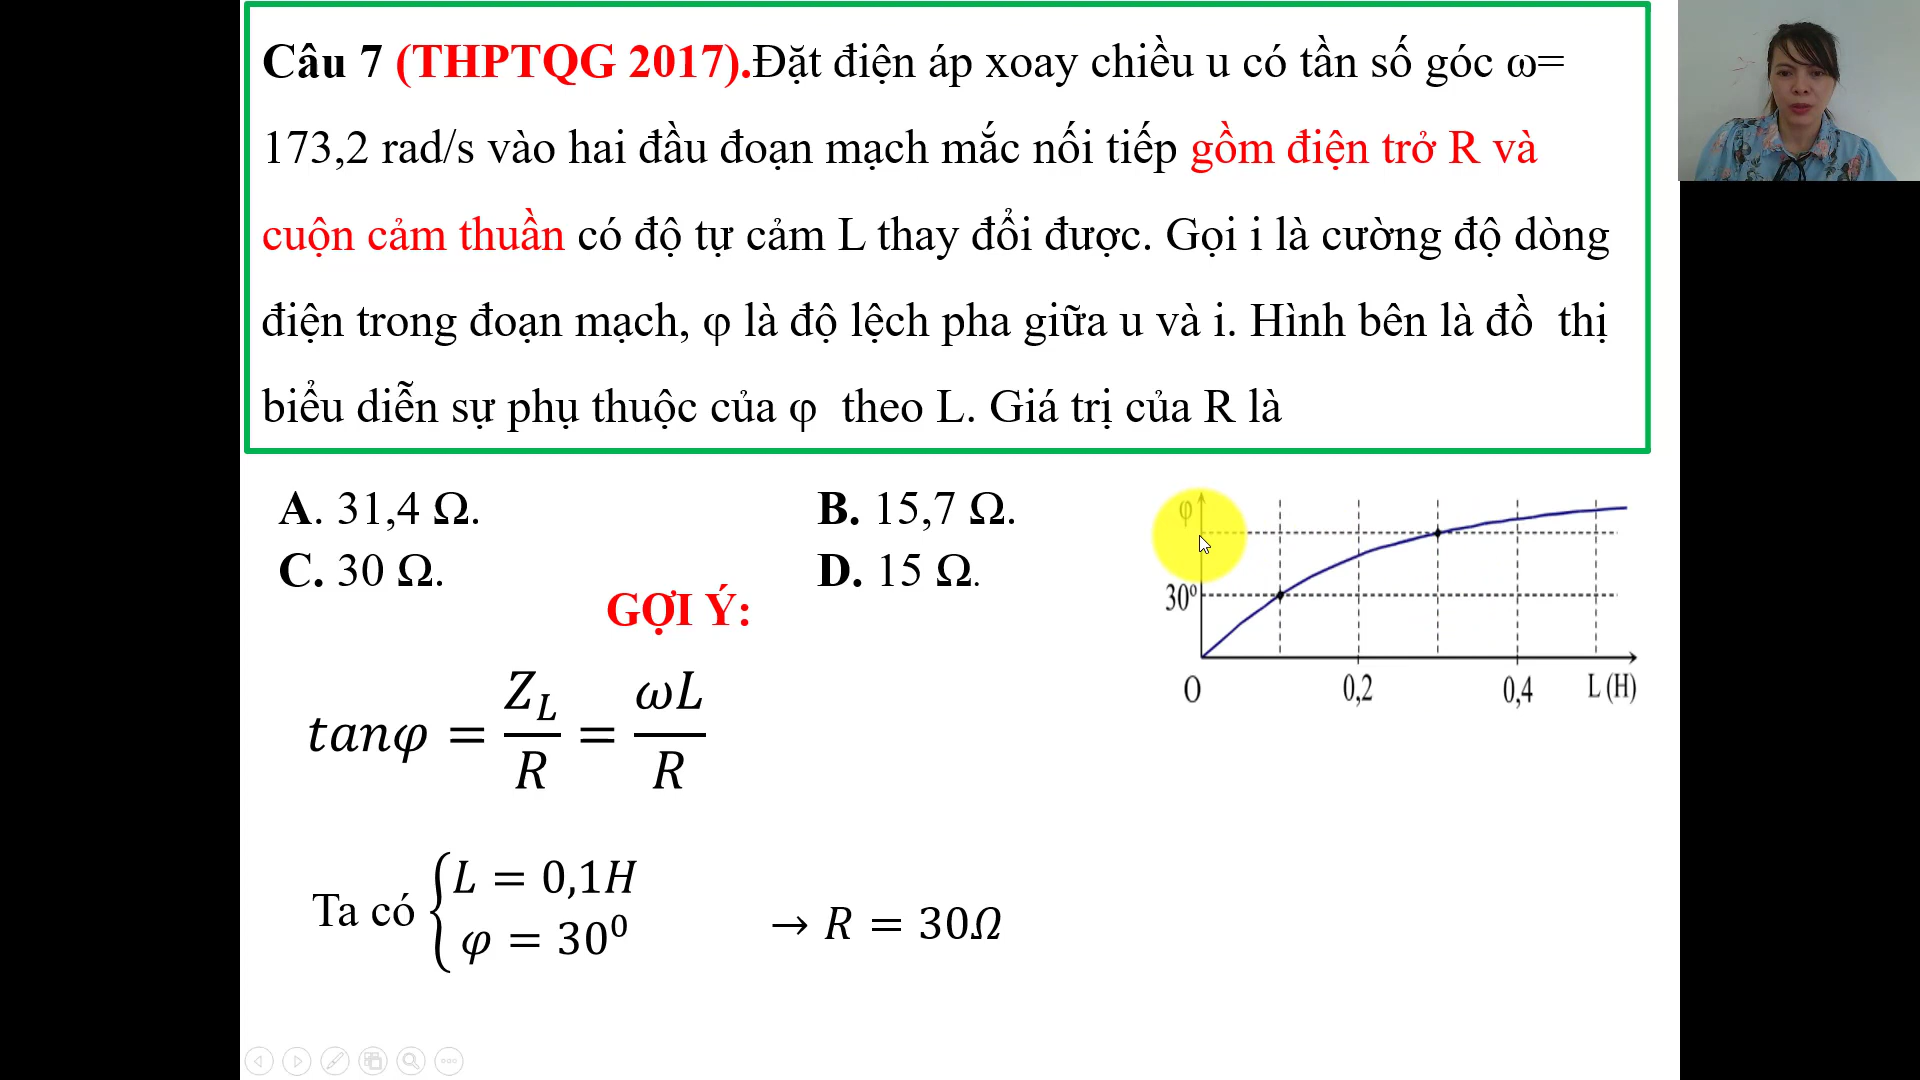 Câu 7 (THPTQG 2017).Đặt điện áp xoay chiều u có tần số góc ω=
173,2 rad/s vào hai đầu đoạn mạch mắc nối tiếp gồm điện trở R và
cuộn cảm thuần có độ tự cảm L thay đổi được. Gọi i là cường độ dòng
điện trong đoạn mạch, φ là độ lệch pha giữa u và i. Hình bên là đồ thị
biểu diễn sự phụ thuộc của φ theo L. Giá trị của R là
A. 31,4 Ω. B. 15,7 Ω.
C. 30 Ω. D. 15 Ω.
GỢI Ý:
φ
30⁰
O 0,2 0,4 L (H)
tanφ = Z_L/R = ωL/R
Ta có { L = 0,1H
φ = 30⁰
→ R = 30Ω